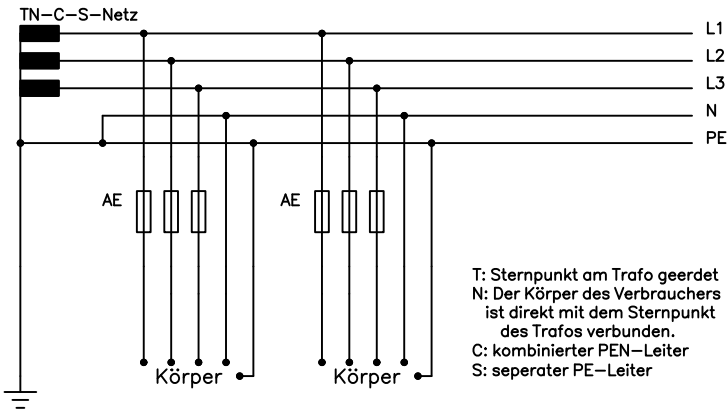 TN-C-S-Netz
L1
L2
L3
N
PE
AE
AE
T: Sternpunkt am Trafo geerdet
N: Der Körper des Verbrauchers
ist direkt mit dem Sternpunkt
des Trafos verbunden.
C: kombinierter PEN-Leiter
S: seperater PE-Leiter
Körper
Körper